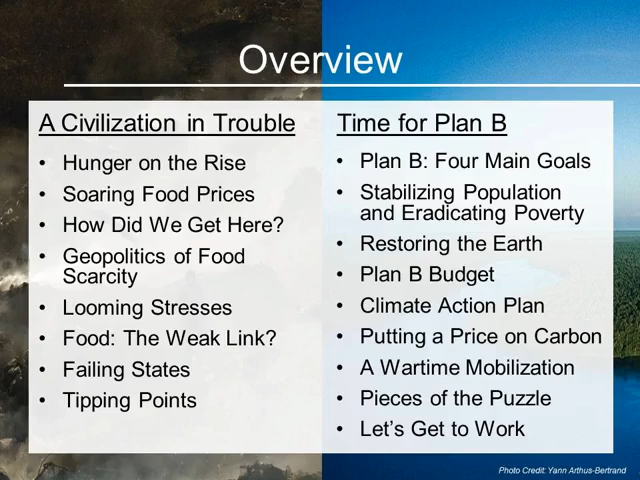 Overview
A Civilization in Trouble
• Hunger on the Rise
• Soaring Food Prices
• How Did We Get Here?
• Geopolitics of Food
Scarcity
• Looming Stresses
• Food: The Weak Link?
• Failing States
• Tipping Points
Time for Plan B
• Plan B: Four Main Goals
• Stabilizing Population
and Eradicating Poverty
• Restoring the Earth
• Plan B Budget
• Climate Action Plan
• Putting a Price on Carbon
• A Wartime Mobilization
• Pieces of the Puzzle
• Let's Get to Work
Photo Credit: Yann Arthus-Bertrand